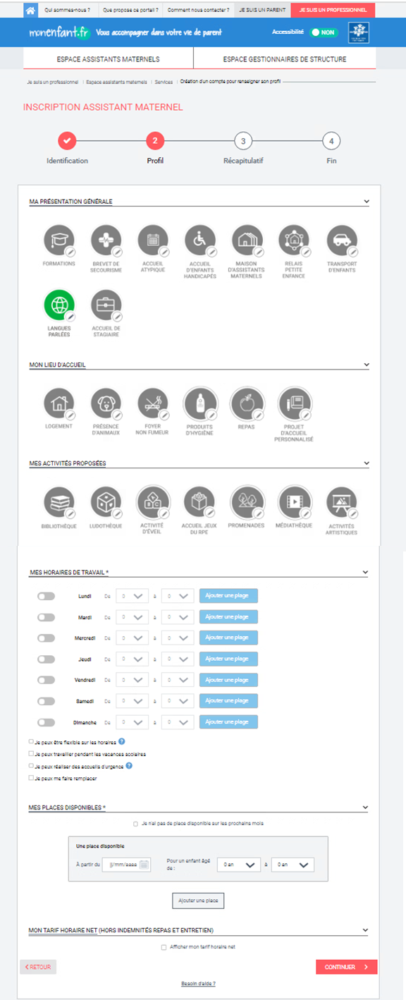 Qui sommes-nous ? Que propose ce portail ? Comment nous contacter ? JE SUIS UN PARENT JE SUIS UN PROFESSIONNEL
monenfant.fr Vous accompagner dans votre vie de parent Accessibilité NON
ESPACE ASSISTANTS MATERNELS ESPACE GESTIONNAIRES DE STRUCTURE
Je suis un professionnel | Espace assistants maternels | Services | Création d'un compte pour renseigner son profil
INSCRIPTION ASSISTANT MATERNEL
2 3 4
Identification Profil Récapitulatif Fin
MA PRÉSENTATION GÉNÉRALE
FORMATIONS BREVET DE ACCUEIL ACCUEIL MAISON RELAIS TRANSPORT
SECOURISME ATYPIQUE D'ENFANTS D'ASSISTANTS PETITE D'ENFANTS
HANDICAPÉS MATERNELS ENFANCE
LANGUES ACCUEIL DE
PARLÉES STAGIAIRE
MON LIEU D'ACCUEIL
LOGEMENT PRÉSENCE FOYER PRODUITS REPAS PROJET
D'ANIMAUX NON FUMEUR D'HYGIÈNE D'ACCUEIL
PERSONNALISÉ
MES ACTIVITÉS PROPOSÉES
BIBLIOTHÈQUE LUDOTHÈQUE ACTIVITÉ ACCUEIL JEUX PROMENADES MÉDIATHÈQUE ACTIVITÉS
D'ÉVEIL DU RPE ARTISTIQUES
MES HORAIRES DE TRAVAIL *
Lundi De 0 à 0 Ajouter une plage
Mardi De 0 à 0 Ajouter une plage
Mercredi De 0 à 0 Ajouter une plage
Jeudi De 0 à 0 Ajouter une plage
Vendredi De 0 à 0 Ajouter une plage
Samedi De 0 à 0 Ajouter une plage
Dimanche De 0 à 0 Ajouter une plage
Je peux être flexible sur les horaires ?
Je peux travailler pendant les vacances scolaires
Je peux réaliser des accueils d'urgence ?
Je peux me faire remplacer
MES PLACES DISPONIBLES *
Je n'ai pas de place disponible sur les prochains mois
Une place disponible
À partir du jj/mm/aaaa Pour un enfant âgé de : 0 an à 0 an
Ajouter une place
MON TARIF HORAIRE NET (HORS INDEMNITÉS REPAS ET ENTRETIEN)
Afficher mon tarif horaire net
< RETOUR CONTINUER >
Besoin d'aide ?